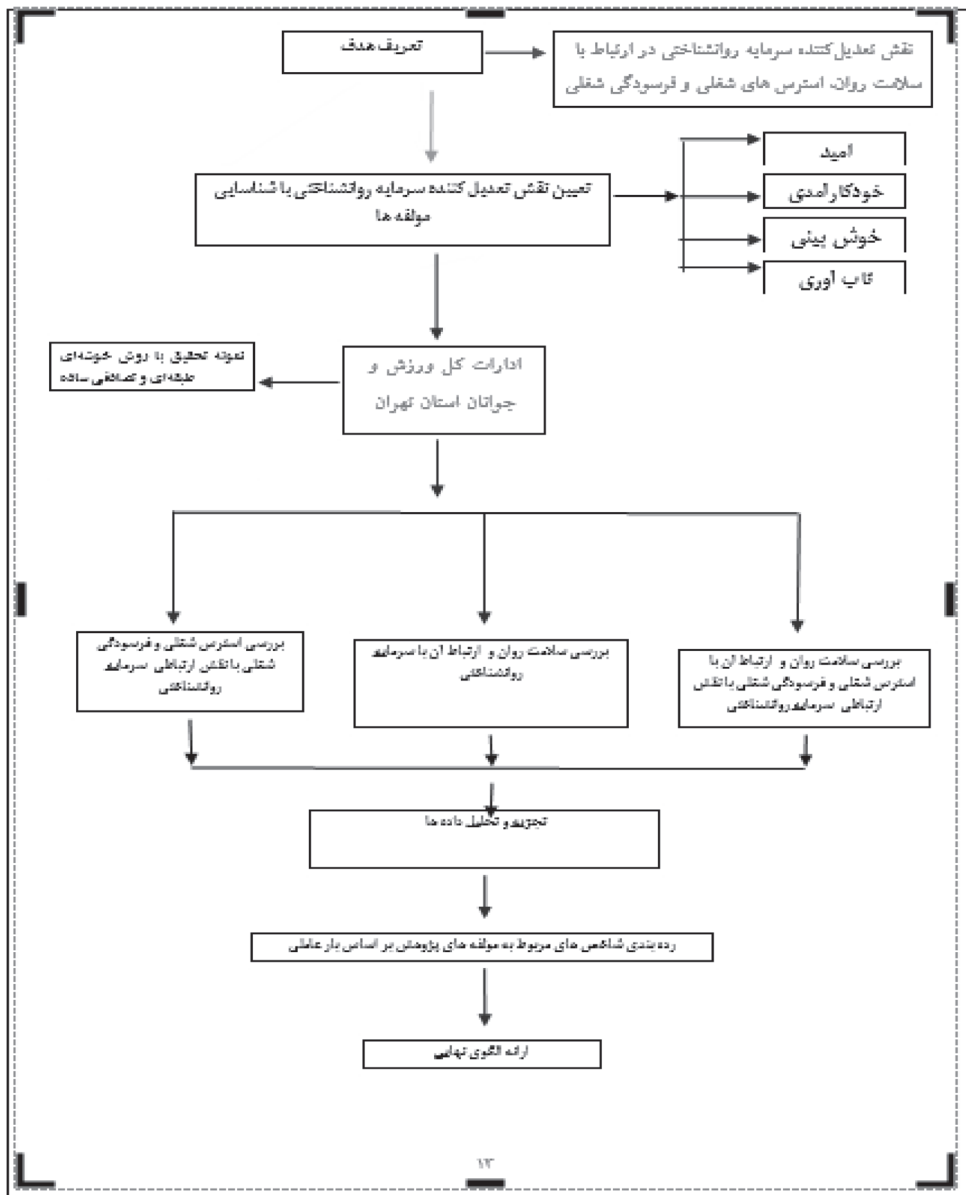 تعریف هدف
نقش تعدیل‌کننده سرمایه روانشناختی در ارتباط با
سلامت روان، استرس های شغلی و فرسودگی شغلی
تعیین نقش تعدیل کننده سرمایه روانشناختی با شناسایی
مولفه ها
امید
خودکارامدی
خوش بینی
تاب آوری
ادارات کل ورزش و
جوانان استان تهران
نمونه تحقیق با روش خوشه‌ای
طبقه‌ای و تصادفی ساده
بررسی سلامت روان و ارتباط آن با
استرس شغلی و فرسودگی شغلی با نقش
ارتباطی سرمایه روانشناختی
بررسی سلامت روان و ارتباط آن با سرمایه
روانشناختی
بررسی استرس شغلی و فرسودگی
شغلی با نقش ارتباطی سرمایه
روانشناختی
تجزیه و تحلیل داده ها
رده بندی شاخص های مربوط به مولفه های پژوهش بر اساس بار عاملی
ارائه الگوی نهایی
۱۳